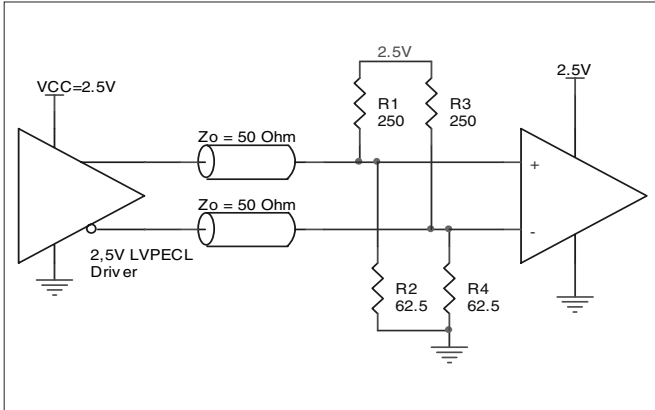 2.5V
VCC=2.5V
2.5V
R1
250
R3
250
Zo = 50 Ohm
+
Zo = 50 Ohm
-
2,5V LVPECL
Driver
R2
62.5
R4
62.5